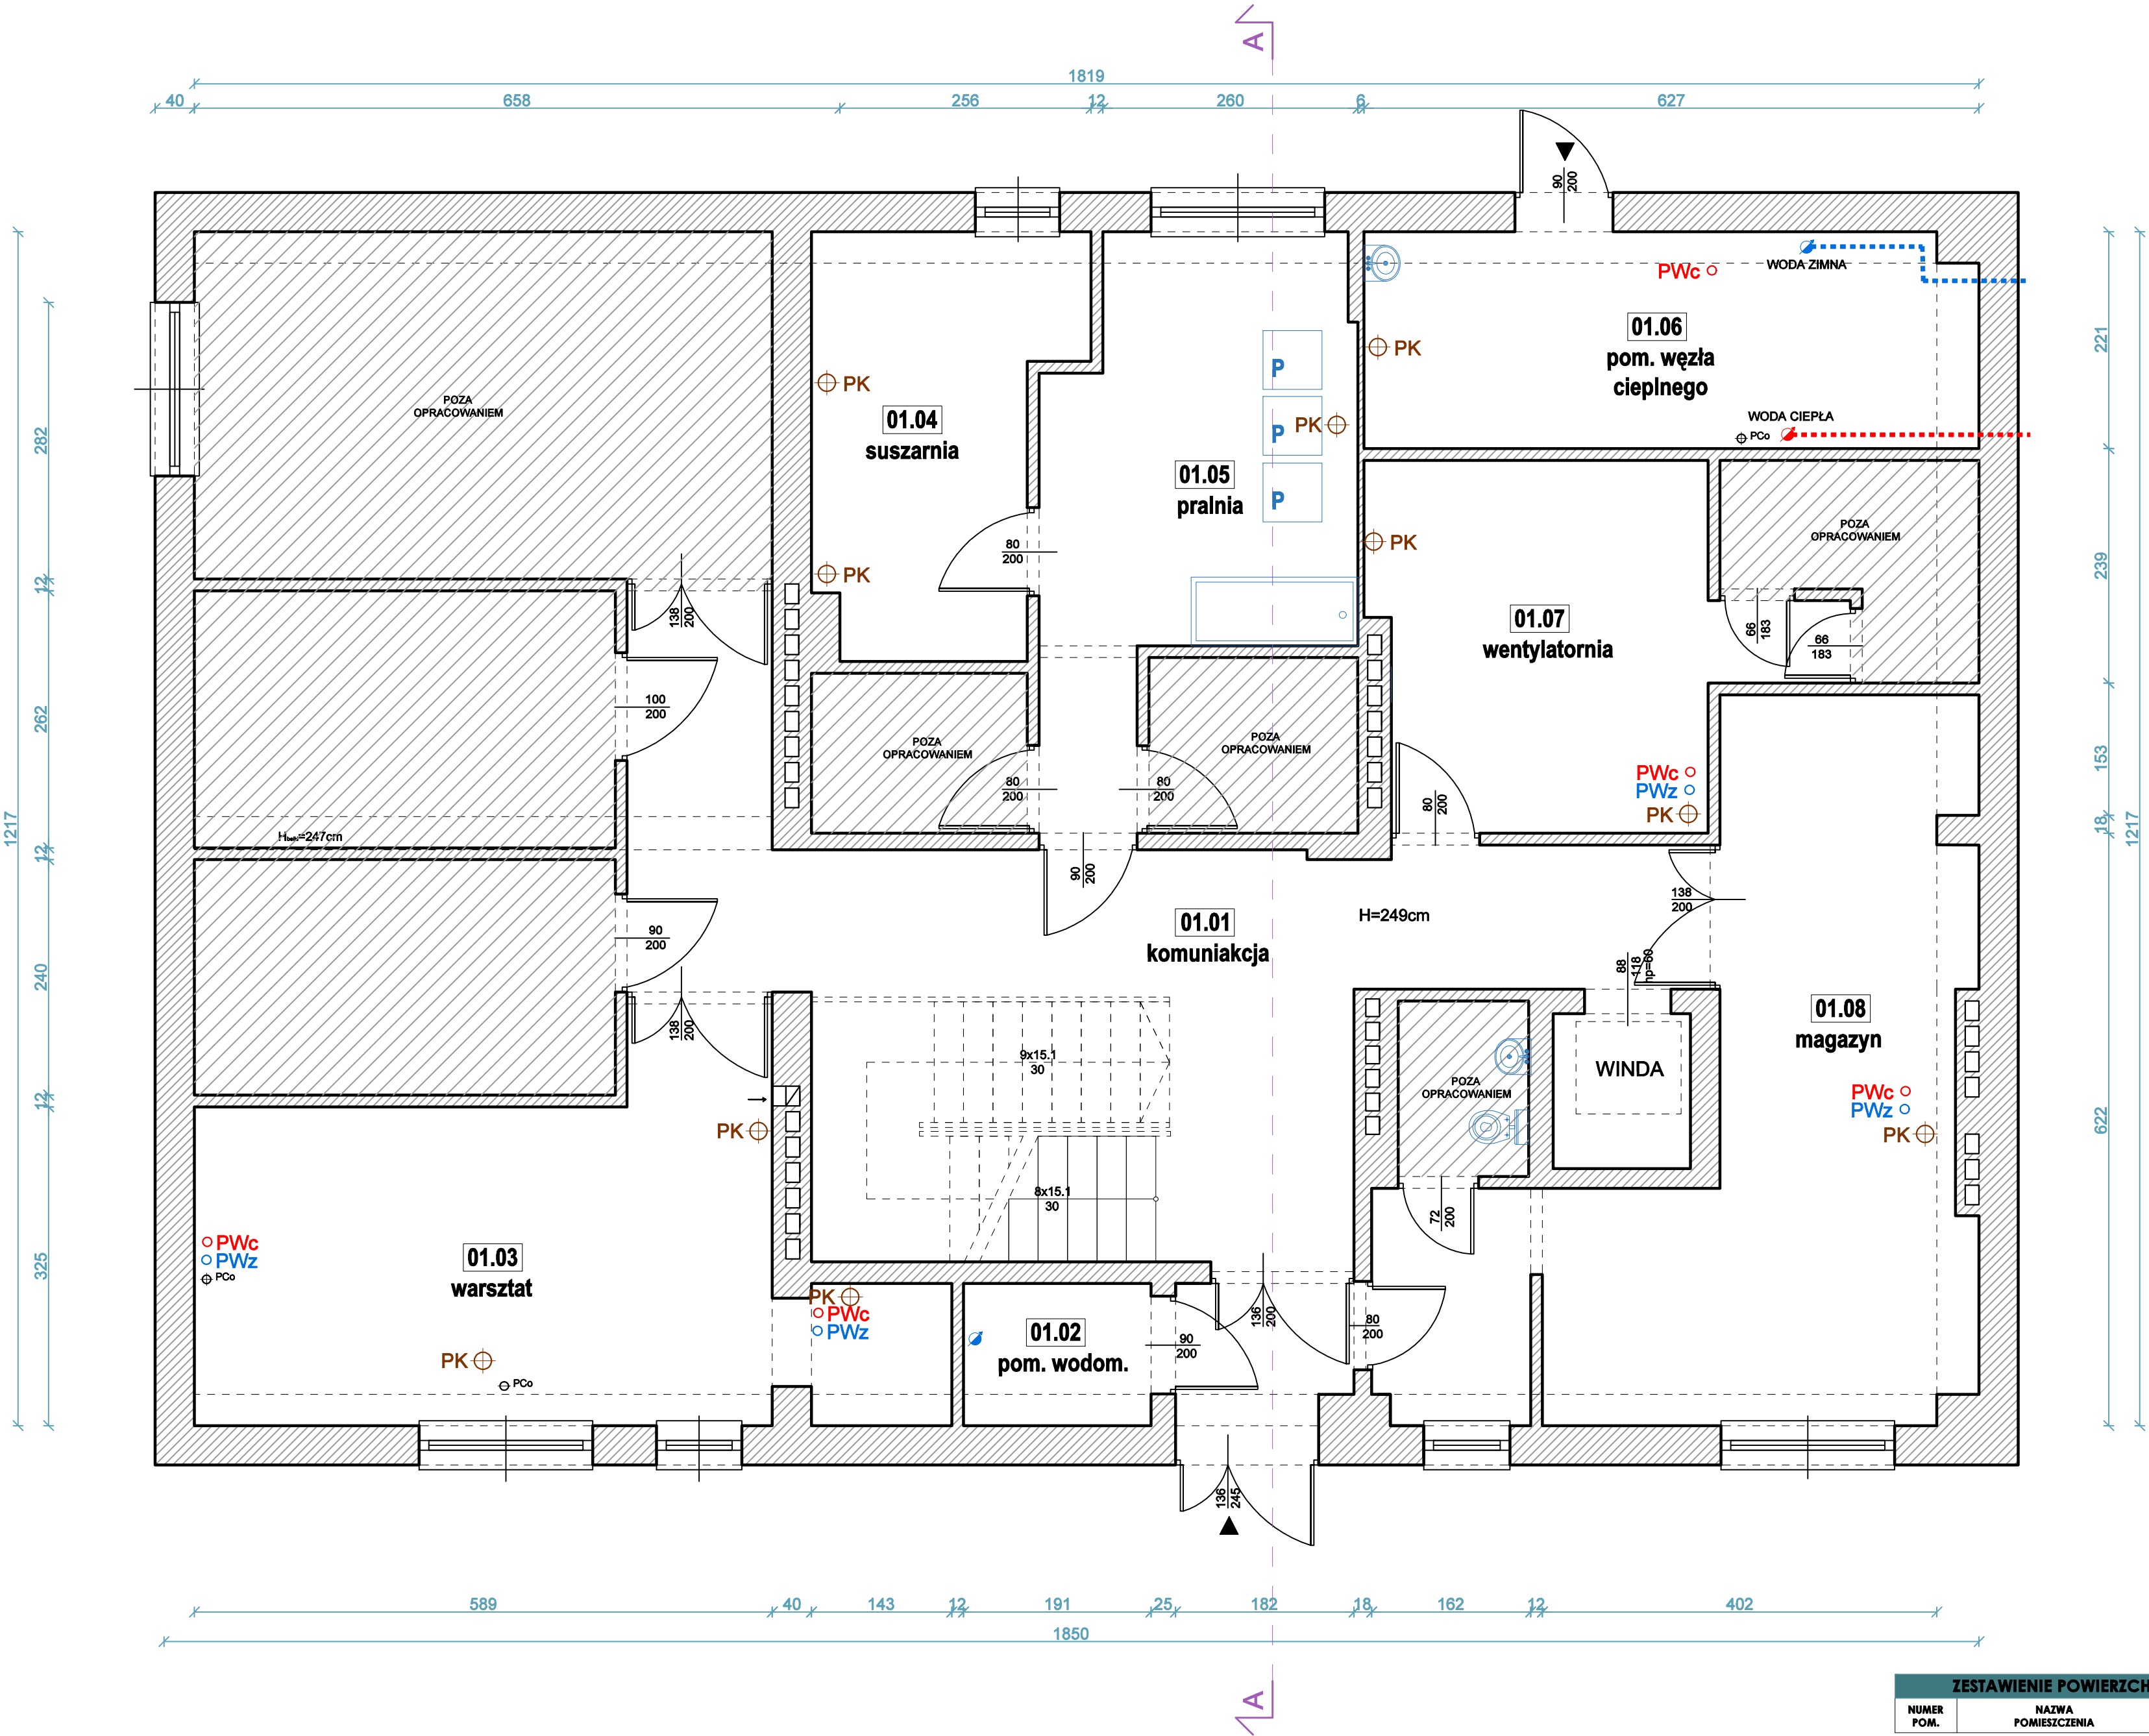 A
1819
40
658
256
12
260
6
627
90
200
WODA ZIMNA
PWc
01.06
pom. węzła
cieplnego
PK
PK
P
P
P
PK
WODA CIEPŁA
PCo
POZA
OPRACOWANIEM
01.04
suszarnia
01.05
pralnia
PK
80
200
PK
POZA
OPRACOWANIEM
138
200
66
183
66
183
01.07
wentylatornia
100
200
POZA
OPRACOWANIEM
POZA
OPRACOWANIEM
80
200
80
200
80
200
PWc
PWz
PK
=247cm
90
200
138
200
01.01
komuniakcja
H=249cm
90
200
88
118
hp=60
138
200
01.08
magazyn
WINDA
9x15.1
30
POZA
OPRACOWANIEM
PWc
PWz
PK
PK
8x15.1
30
72
200
PWc
PWz
PCo
01.03
warsztat
PK
PWc
PWz
01.02
pom. wodom.
90
200
136
200
80
200
PK
PCo
136
245
1217
282
12
262
12
240
12
325
221
239
153
18
622
1217
589
40
143
12
191
25
182
18
162
12
402
1850
A
ZESTAWIENIE POWIERZCH
NUMER
POM.
NAZWA
POMIESZCZENIA